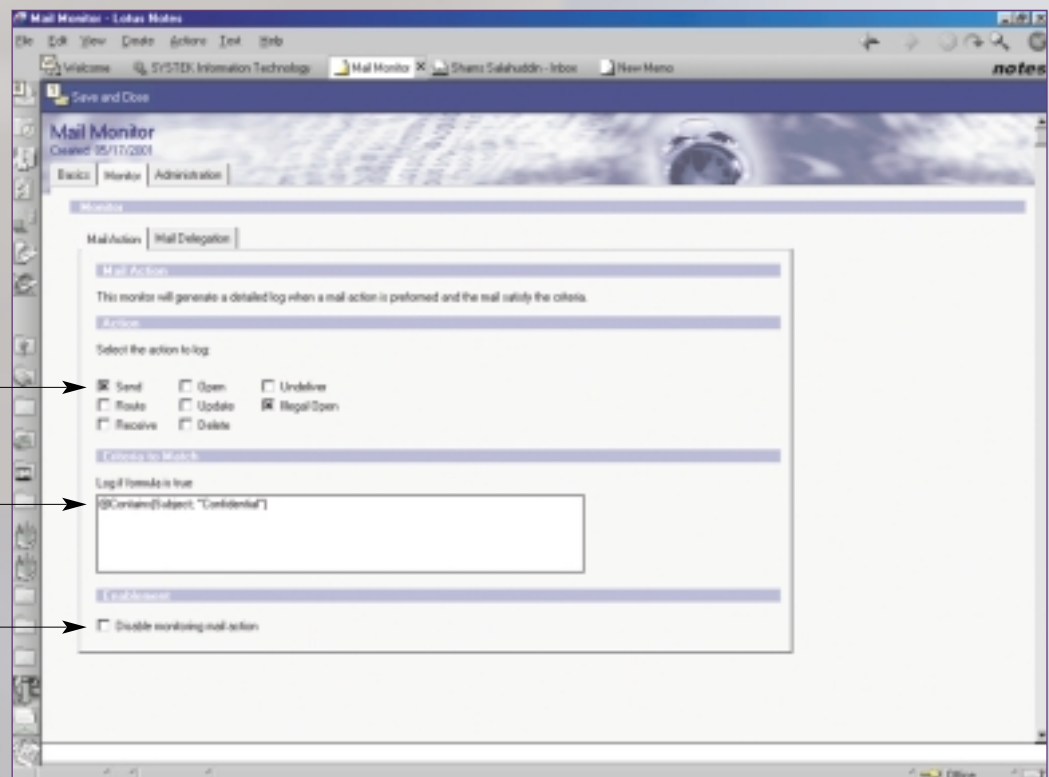 Mail Monitor - Lotus Notes
File Edit View Create Actions Text Help
Welcome SYSTEK Information Technology Mail Monitor Shams Salahuddin - Inbox New Memo
notes
Save and Close
Mail Monitor
Created: 05/17/2001
Basics Monitor Administration
Monitor
Mail Action Mail Delegation
Mail Action
This monitor will generate a detailed log when a mail action is preformed and the mail satisfy the criteria.
Action
Select the action to log:
Send Open Undeliver
Route Update Illegal Open
Receive Delete
Criteria to Match
Log if formula is true
@Contains(Subject; "Confidential")
Enablement
Disable monitoring mail action
Office